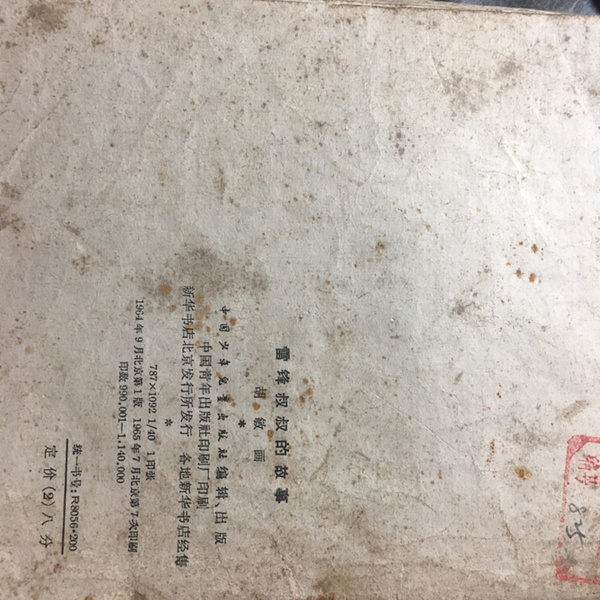 雷锋叔叔的故事
胡敏画
*
中国少年儿童出版社编辑、出版
中国青年出版社印刷厂印刷
新华书店北京发行所发行 各地新华书店经售
*
787×1092 1/40 1印张
1964年9月北京第1版 1965年7月北京第7次印刷
印数 990,001—1,140,000
统一书号:R8056·200
定价(2)八分
编号